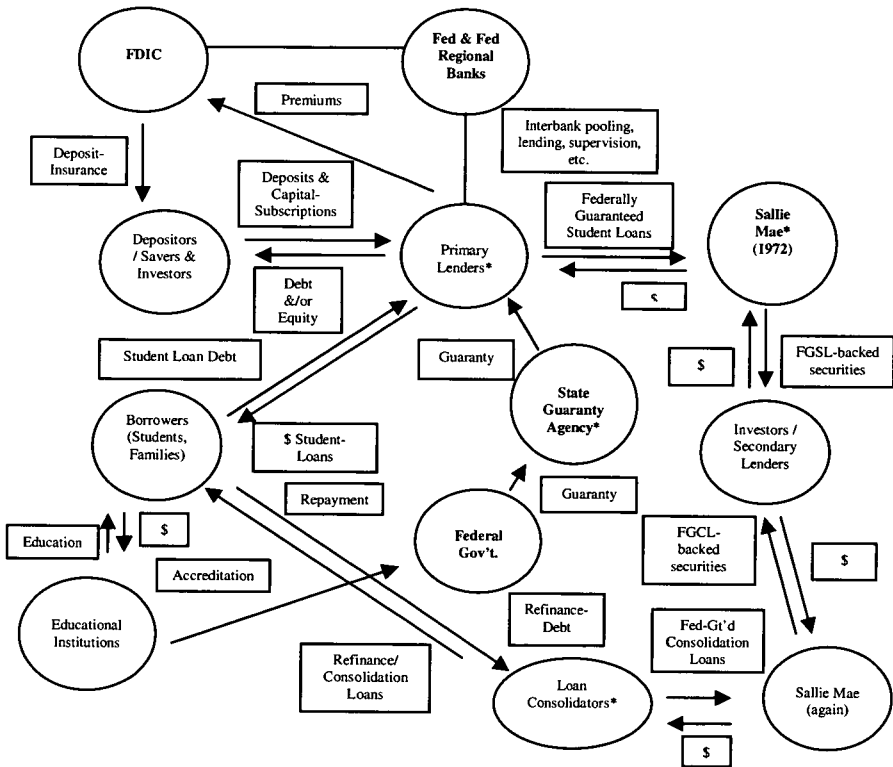 FDIC
Fed & Fed
Regional
Banks
Premiums
Interbank pooling,
lending, supervision,
etc.
Deposit-
Insurance
Deposits &
Capital-
Subscriptions
Federally
Guaranteed
Student Loans
Sallie
Mae*
(1972)
Depositors
/ Savers &
Investors
Primary
Lenders*
Debt
&/or
Equity
$
Student Loan Debt
Guaranty
$
FGSL-backed
securities
State
Guaranty
Agency*
Borrowers
(Students,
Families)
$ Student-
Loans
Investors /
Secondary
Lenders
Repayment
Guaranty
Education
$
Federal
Gov't.
FGCL-
backed
securities
$
Accreditation
Educational
Institutions
Refinance-
Debt
Fed-Gt'd
Consolidation
Loans
Refinance/
Consolidation
Loans
Loan
Consolidators*
Sallie Mae
(again)
$